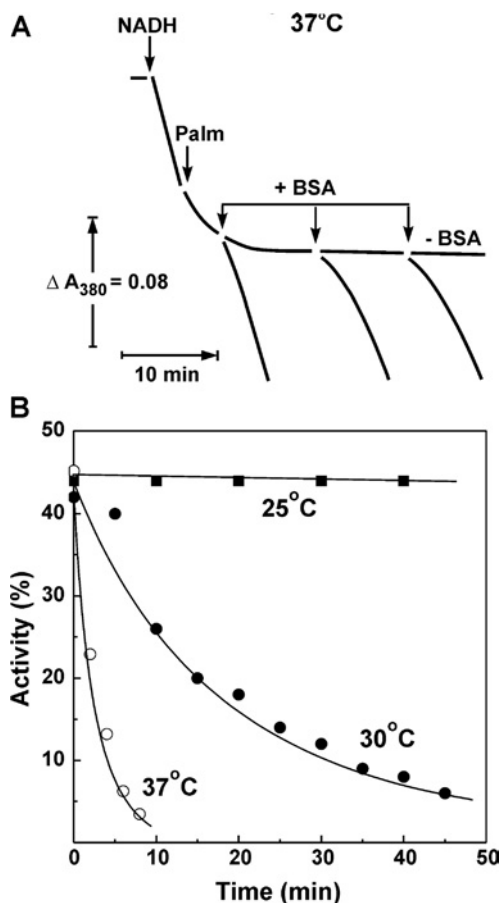 A
37°C
NADH
Palm
+ BSA
- BSA
Δ A380 = 0.08
10 min
B
50
40
30
20
10
Activity (%)
25°C
30°C
37°C
0
10
20
30
40
50
Time (min)